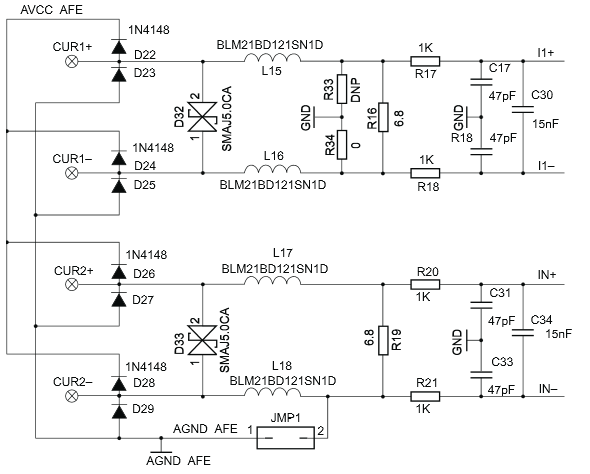 AVCC AFE
1N4148
CUR1+
D22
BLM21BD121SN1D
1K
I1+
D23
L15
R17
C17
2
R33
DNP
47pF
C30
D32
SMAJ5.0CA
GND
R16
6.8
GND
15nF
1
R34
0
R18
47pF
1N4148
L16
1K
CUR1–
D24
I1–
D25
BLM21BD121SN1D
R18
1N4148
L17
CUR2+
D26
BLM21BD121SN1D
R20
IN+
D27
1K
C31
2
47pF
C34
D33
SMAJ5.0CA
6.8
R19
GND
15nF
1
C33
1N4148
L18
CUR2–
D28
BLM21BD121SN1D
R21
47pF
IN–
D29
1K
JMP1
AGND AFE
1
2
AGND AFE